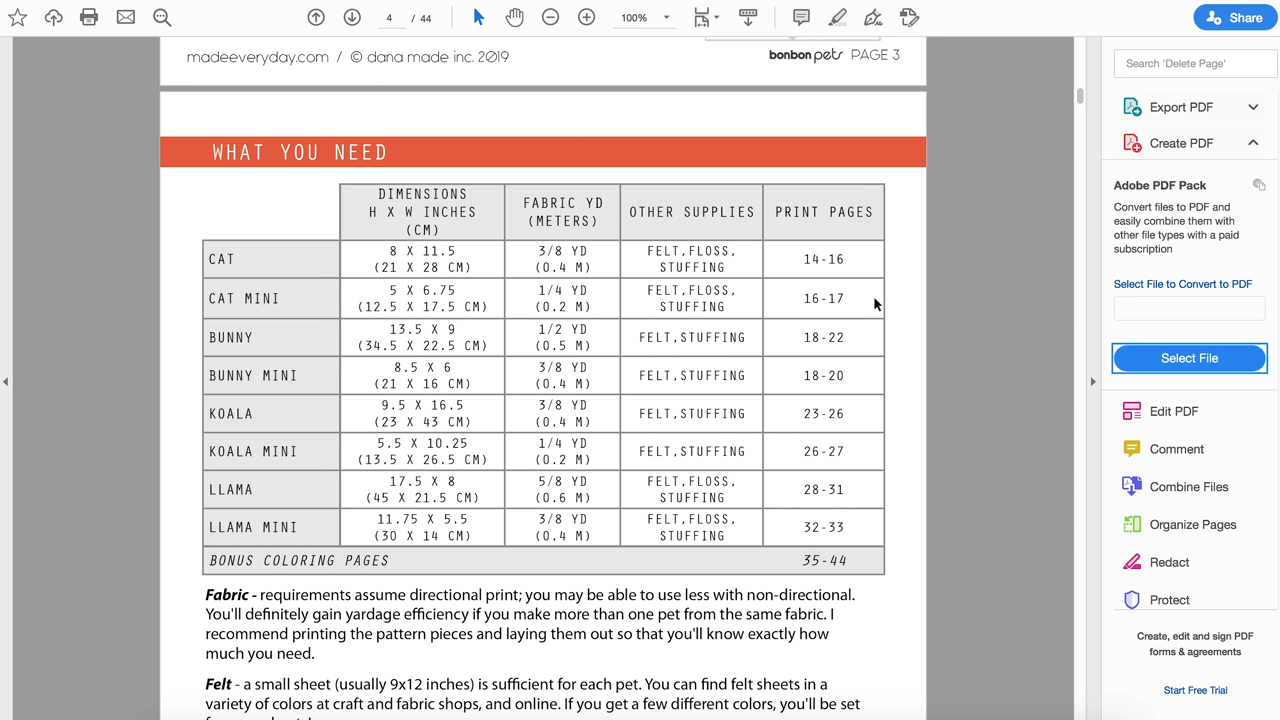 4 / 44
100%
Share
madeeveryday.com / © dana made inc. 2019
bonbon pets PAGE 3
Search 'Delete Page'
Export PDF
Create PDF
Adobe PDF Pack
Convert files to PDF and
easily combine them with
other file types with a paid
subscription
Select File to Convert to PDF
Select File
Edit PDF
Comment
Combine Files
Organize Pages
Redact
Protect
Create, edit and sign PDF
forms & agreements
Start Free Trial
WHAT YOU NEED
DIMENSIONS
H X W INCHES
(CM)
FABRIC YD
(METERS)
OTHER SUPPLIES
PRINT PAGES
CAT
8 X 11.5
(21 X 28 CM)
3/8 YD
(0.4 M)
FELT,FLOSS,
STUFFING
14-16
CAT MINI
5 X 6.75
(12.5 X 17.5 CM)
1/4 YD
(0.2 M)
FELT,FLOSS,
STUFFING
16-17
BUNNY
13.5 X 9
(34.5 X 22.5 CM)
1/2 YD
(0.5 M)
FELT,STUFFING
18-22
BUNNY MINI
8.5 X 6
(21 X 16 CM)
3/8 YD
(0.4 M)
FELT,STUFFING
18-20
KOALA
9.5 X 16.5
(23 X 43 CM)
3/8 YD
(0.4 M)
FELT,STUFFING
23-26
KOALA MINI
5.5 X 10.25
(13.5 X 26.5 CM)
1/4 YD
(0.2 M)
FELT,STUFFING
26-27
LLAMA
17.5 X 8
(45 X 21.5 CM)
5/8 YD
(0.6 M)
FELT,FLOSS,
STUFFING
28-31
LLAMA MINI
11.75 X 5.5
(30 X 14 CM)
3/8 YD
(0.4 M)
FELT,FLOSS,
STUFFING
32-33
BONUS COLORING PAGES
35-44
Fabric - requirements assume directional print; you may be able to use less with non-directional.
You'll definitely gain yardage efficiency if you make more than one pet from the same fabric. I
recommend printing the pattern pieces and laying them out so that you'll know exactly how
much you need.
Felt - a small sheet (usually 9x12 inches) is sufficient for each pet. You can find felt sheets in a
variety of colors at craft and fabric shops, and online. If you get a few different colors, you'll be set